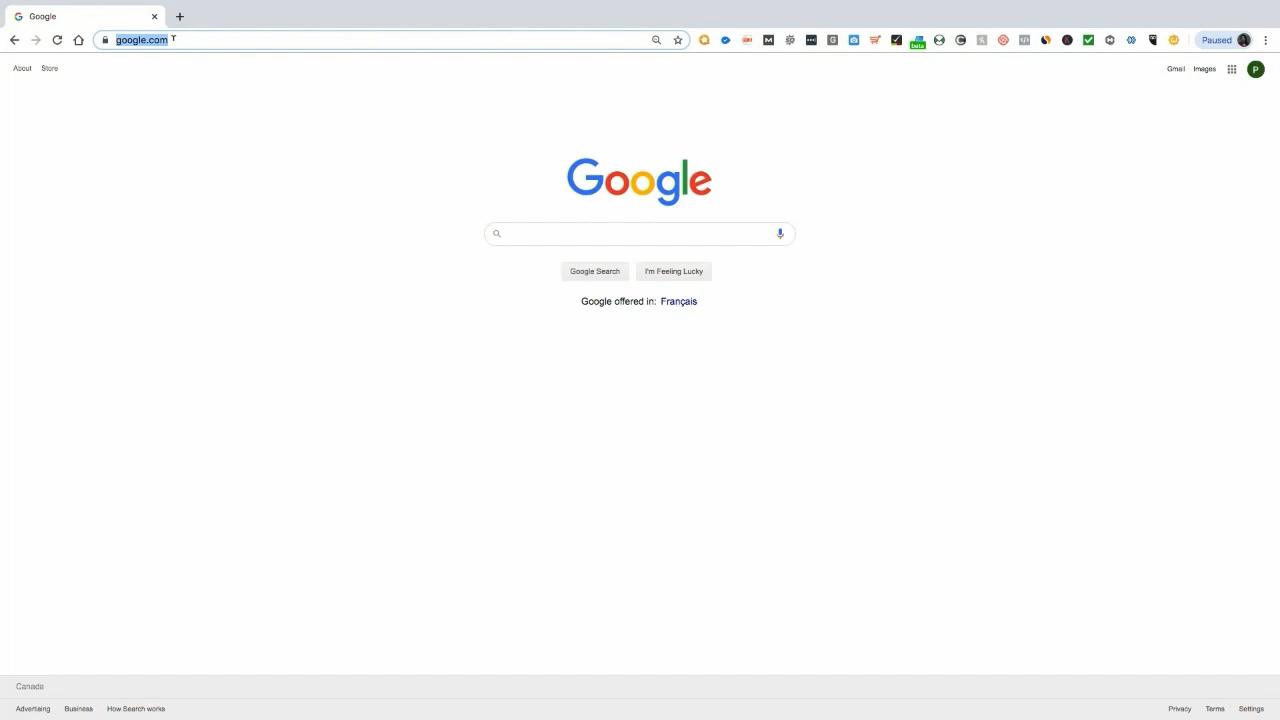 Google
google.com
Paused
beta
About Store
Gmail Images
P
Google
Google Search I'm Feeling Lucky
Google offered in: Français
Canada
Advertising Business How Search works
Privacy Terms Settings